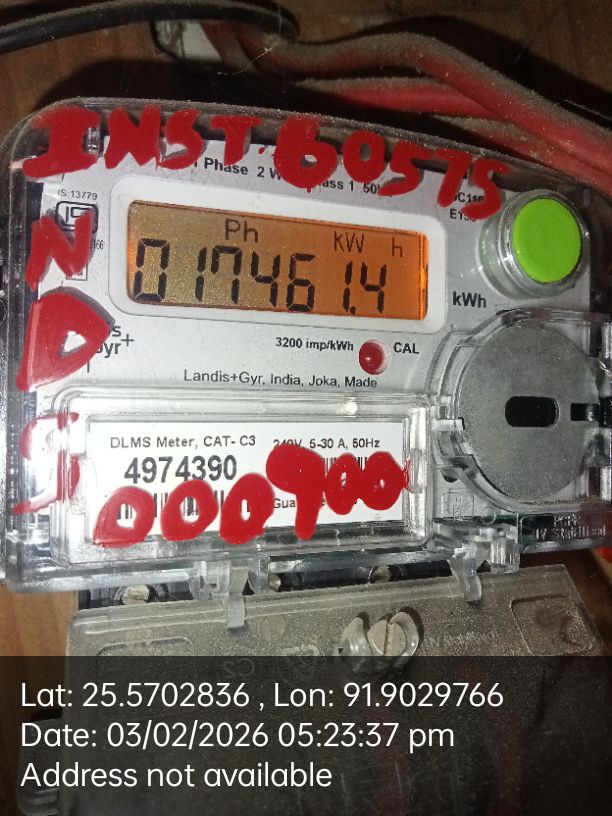 INST. 60575
Phase 2 W
IS:13779
Ph kW h
017461.4
kWh
3200 imp/kWh CAL
Landis+Gyr, India, Joka, Made
DLMS Meter, CAT- C3 240V, 5-30 A, 50Hz
4974390
000900
Lat: 25.5702836 , Lon: 91.9029766
Date: 03/02/2026 05:23:37 pm
Address not available